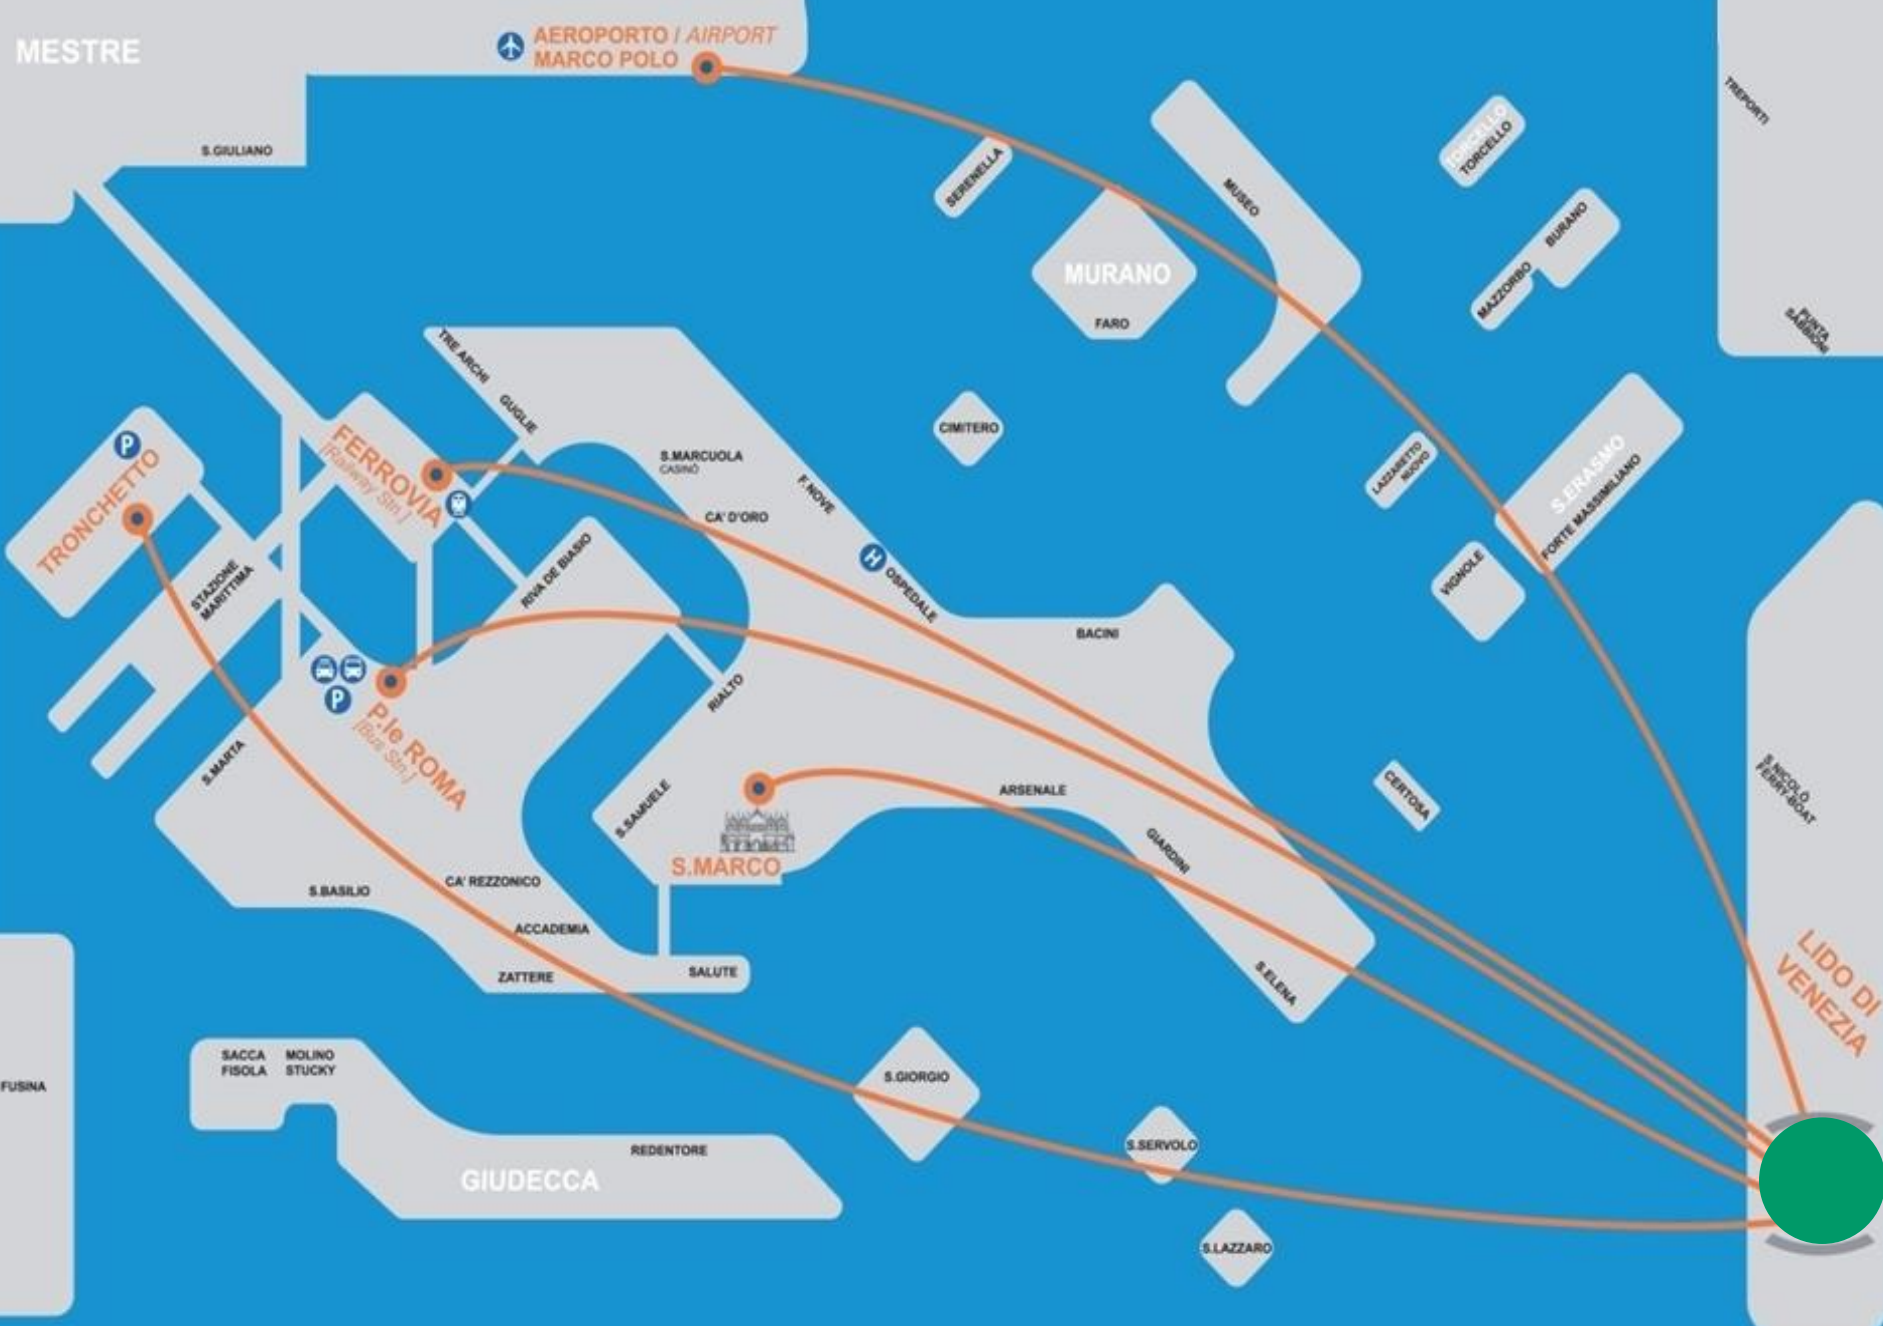 MESTRE
AEROPORTO / AIRPORT
MARCO POLO
S.GIULIANO
TREPORTI
TORCELLO
TORCELLO
SERENELLA
MUSEO
BURANO
MAZZORBO
MURANO
FARO
PUNTA
SABBIONI
TRE ARCHI
GUGLIE
CIMITERO
P
FERROVIA
[Railway Stn.]
S.MARCUOLA
CASINÒ
F. NOVE
LAZZARETTO
NUOVO
S.ERASMO
FORTE MASSIMILIANO
TRONCHETTO
CA' D'ORO
H OSPEDALE
VIGNOLE
STAZIONE
MARITTIMA
RIVA DE BIASIO
BACINI
P
P.le ROMA
[Bus Stn.]
RIALTO
S.MARTA
S.SAMUELE
ARSENALE
CERTOSA
S.NICOLÒ
FERRY-BOAT
GIARDINI
S.MARCO
S.BASILIO
CA' REZZONICO
ACCADEMIA
ZATTERE
SALUTE
S.ELENA
LIDO DI
VENEZIA
SACCA
FISOLA
MOLINO
STUCKY
FUSINA
S.GIORGIO
REDENTORE
GIUDECCA
S.SERVOLO
S.LAZZARO